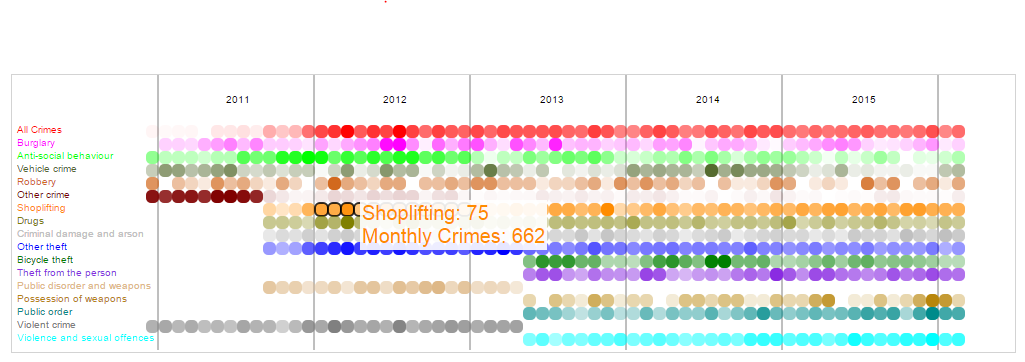 2011 2012 2013 2014 2015
All Crimes
Burglary
Anti-social behaviour
Vehicle crime
Robbery
Other crime
Shoplifting
Shoplifting: 75
Drugs
Monthly Crimes: 662
Criminal damage and arson
Other theft
Bicycle theft
Theft from the person
Public disorder and weapons
Possession of weapons
Public order
Violent crime
Violence and sexual offences